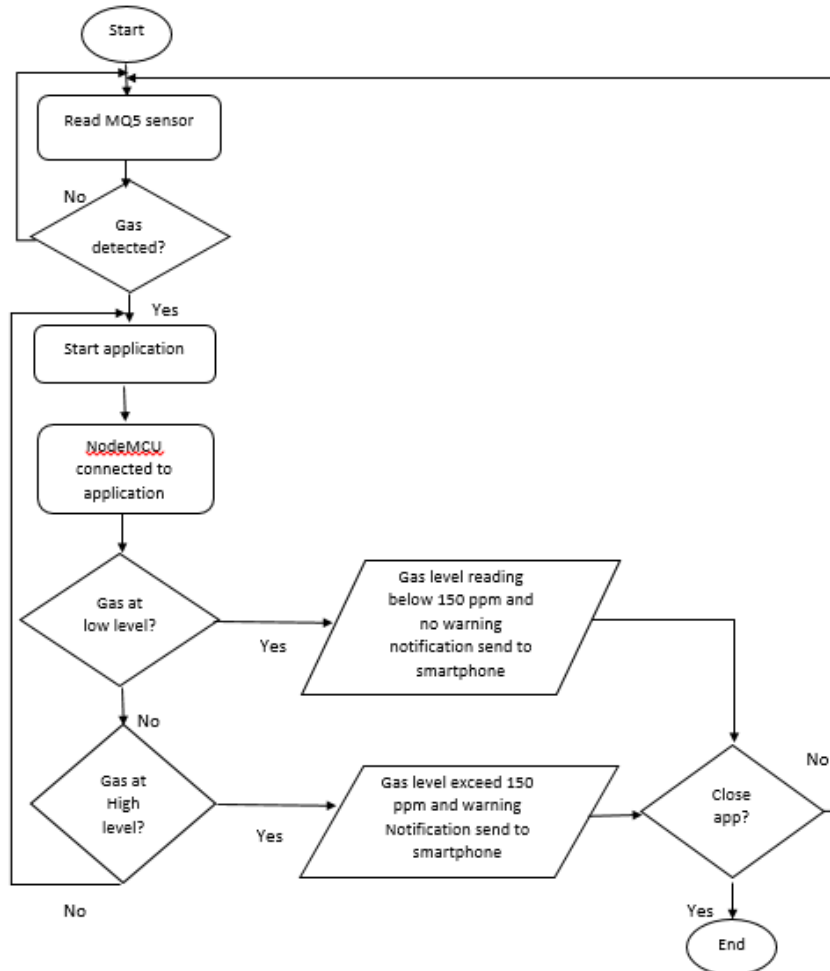 Start
Read MQ5 sensor
No
Gas
detected?
Yes
Start application
NodeMCU
connected to
application
Gas at
low level?
Yes
Gas level reading
below 150 ppm and
no warning
notification send to
smartphone
No
Gas at
High
level?
Yes
Gas level exceed 150
ppm and warning
Notification send to
smartphone
No
Close
app?
No
Yes
End